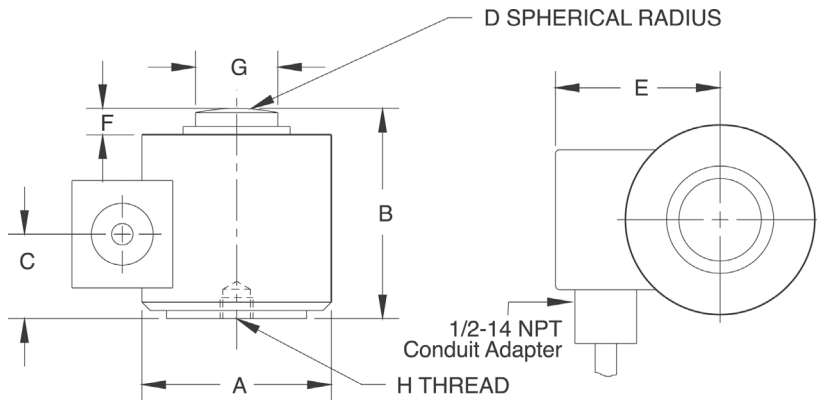 D SPHERICAL RADIUS
G
E
F
B
C
1/2-14 NPT
Conduit Adapter
A
H THREAD